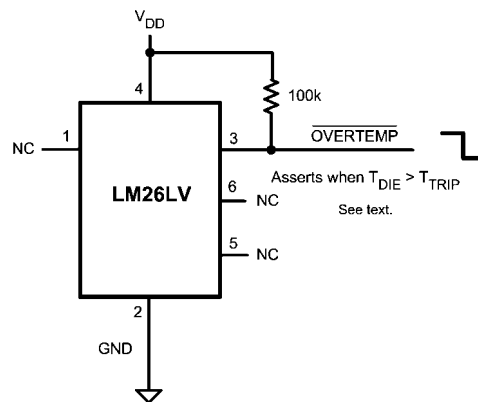 VDD
4
100k
1
NC
3
OVERTEMP
LM26LV
Asserts when TDIE > TTRIP
6
NC
See text.
5
NC
2
GND